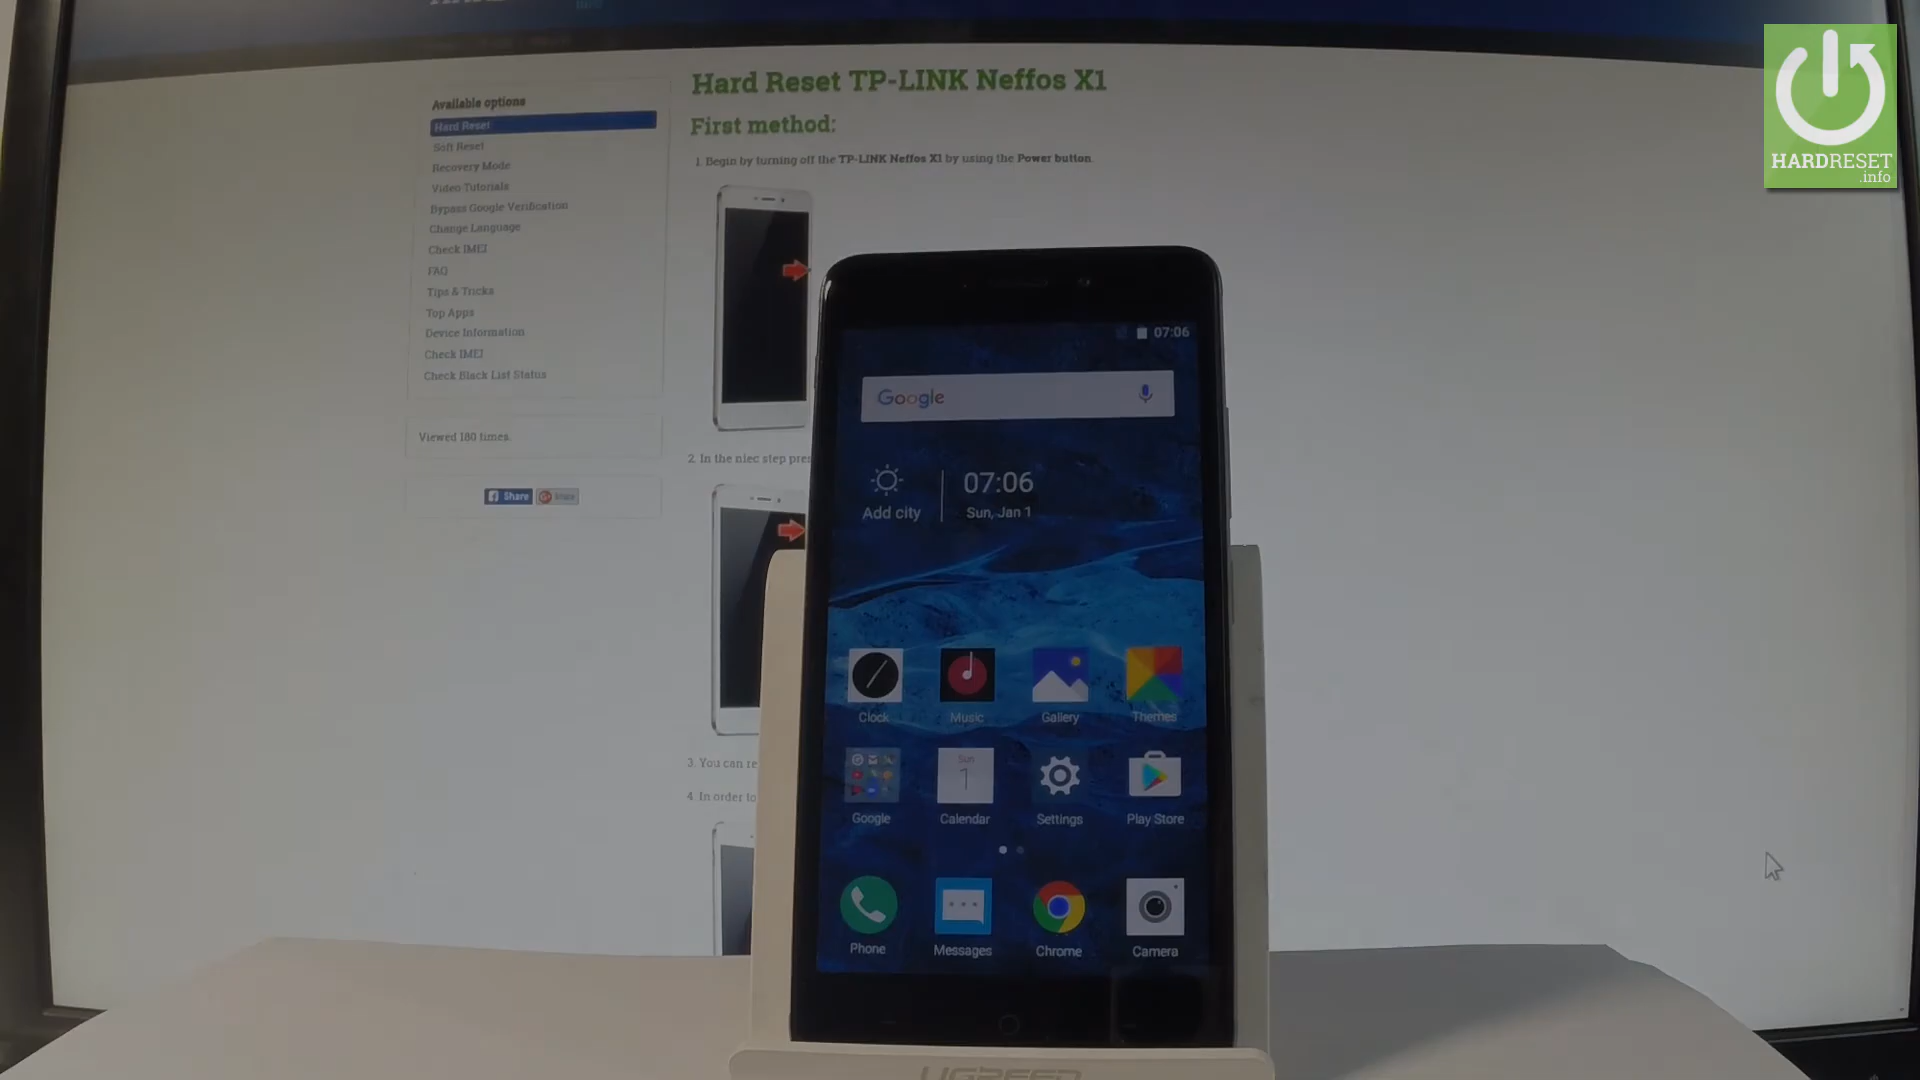 Hard Reset TP-LINK Neffos X1
First method:
1. Begin by turning off the TP-LINK Neffos X1 by using the Power button.
2. In the niec step pres
3. You can re
4. In order to
Available options
Hard Reset
Soft Reset
Recovery Mode
Video Tutorials
Bypass Google Verification
Change Language
Check IMEI
FAQ
Tips & Tricks
Top Apps
Device Information
Check IMEI
Check Black List Status
Viewed 180 times.
Share
Share
HARDRESET
.info
07:06
Google
07:06
Add city
Sun, Jan 1
Clock Music Gallery Themes
Sun
1
Google Calendar Settings Play Store
Phone Messages Chrome Camera
UGREEN